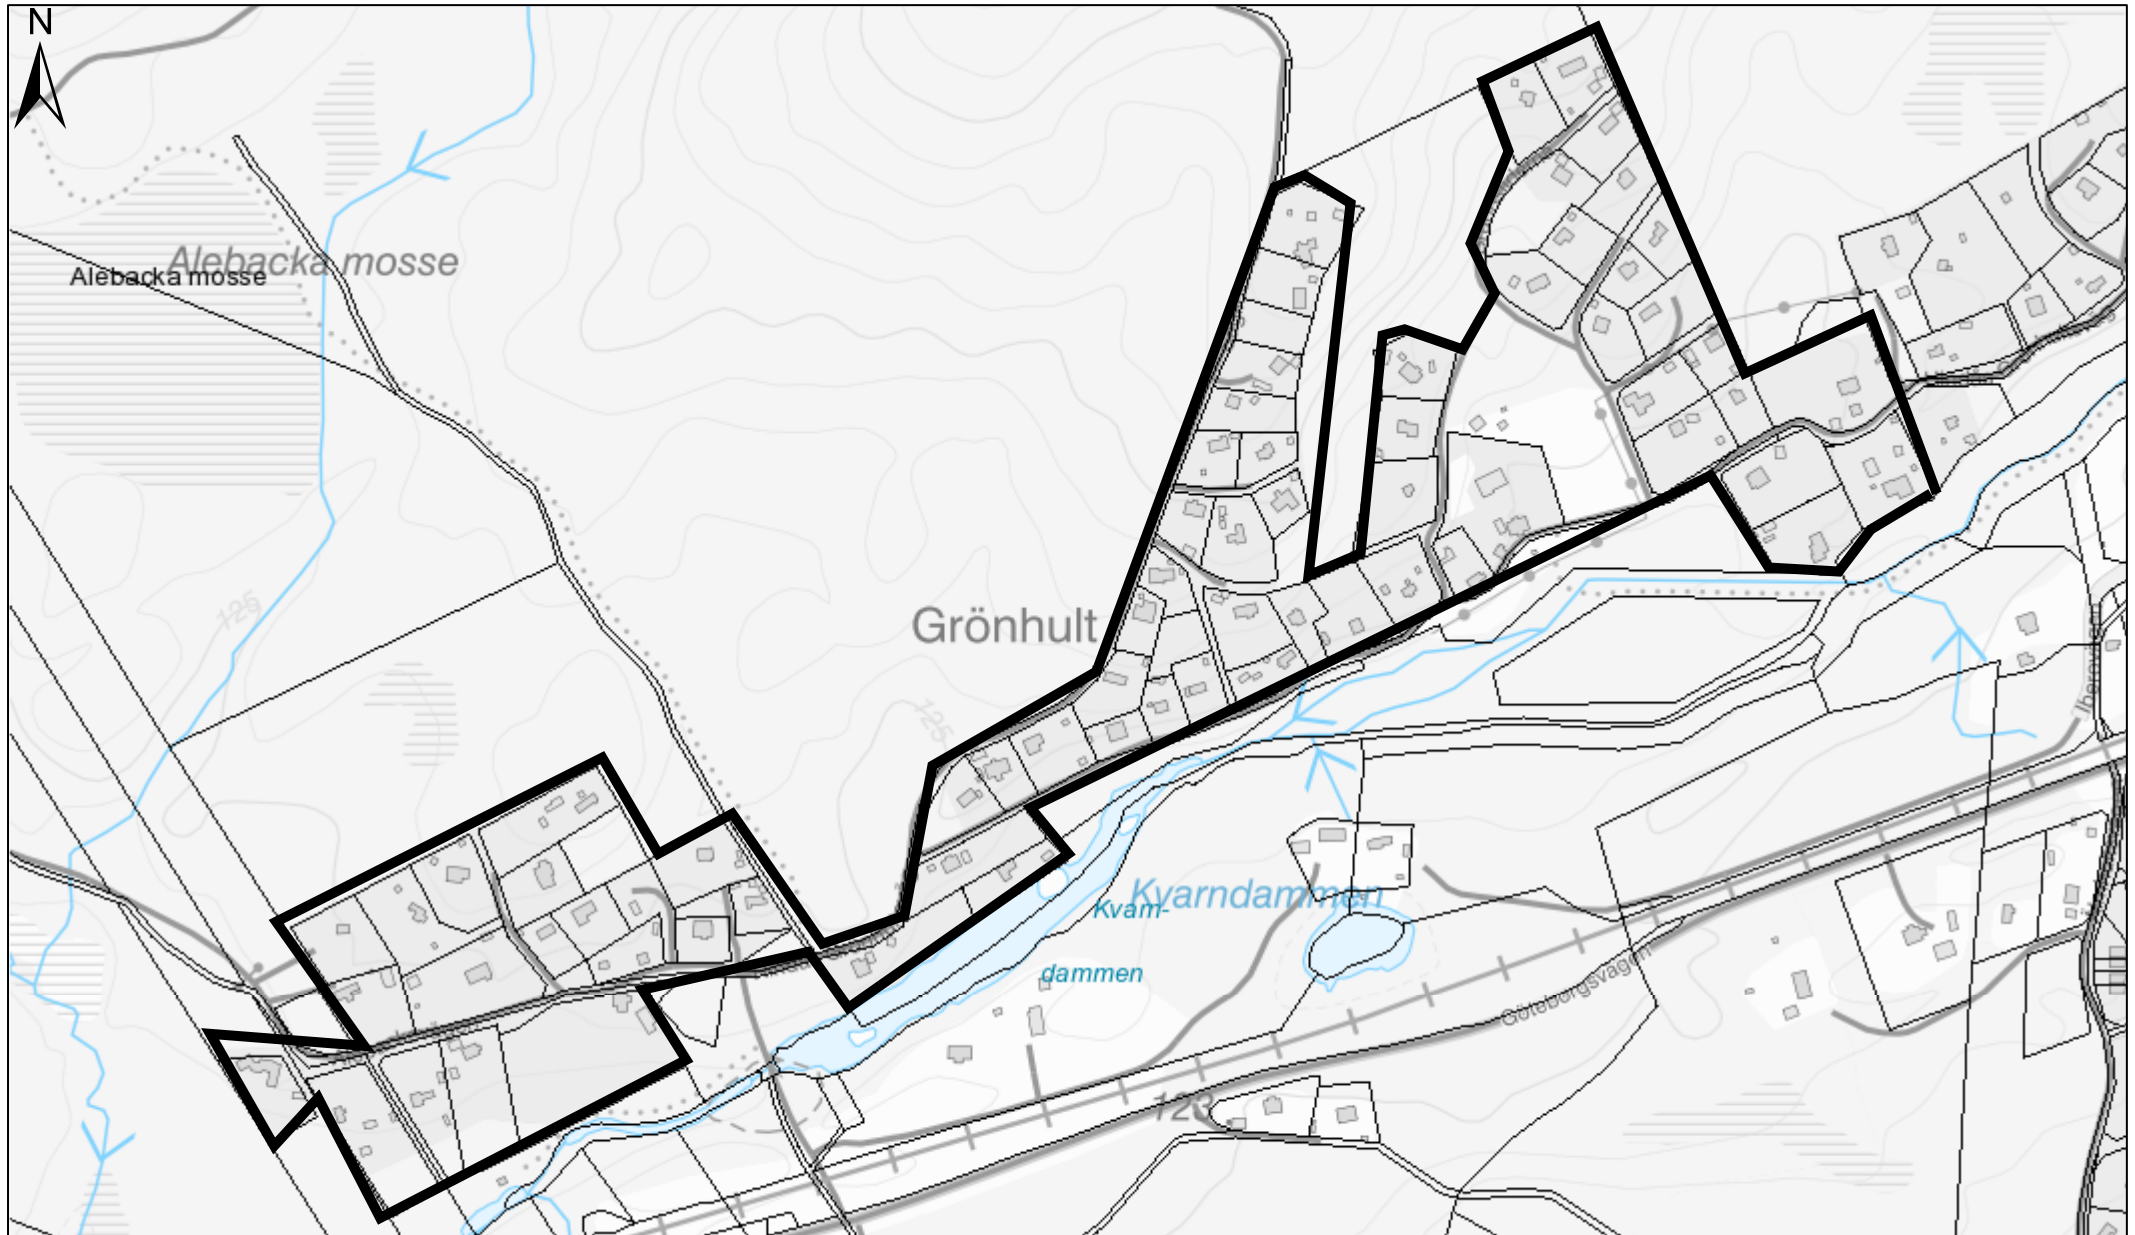 N
Alebacka mosse
Alebacka mosse
125
Grönhult
125
Kvarndammen
Kvarn-
dammen
Göteborgsvägen
123